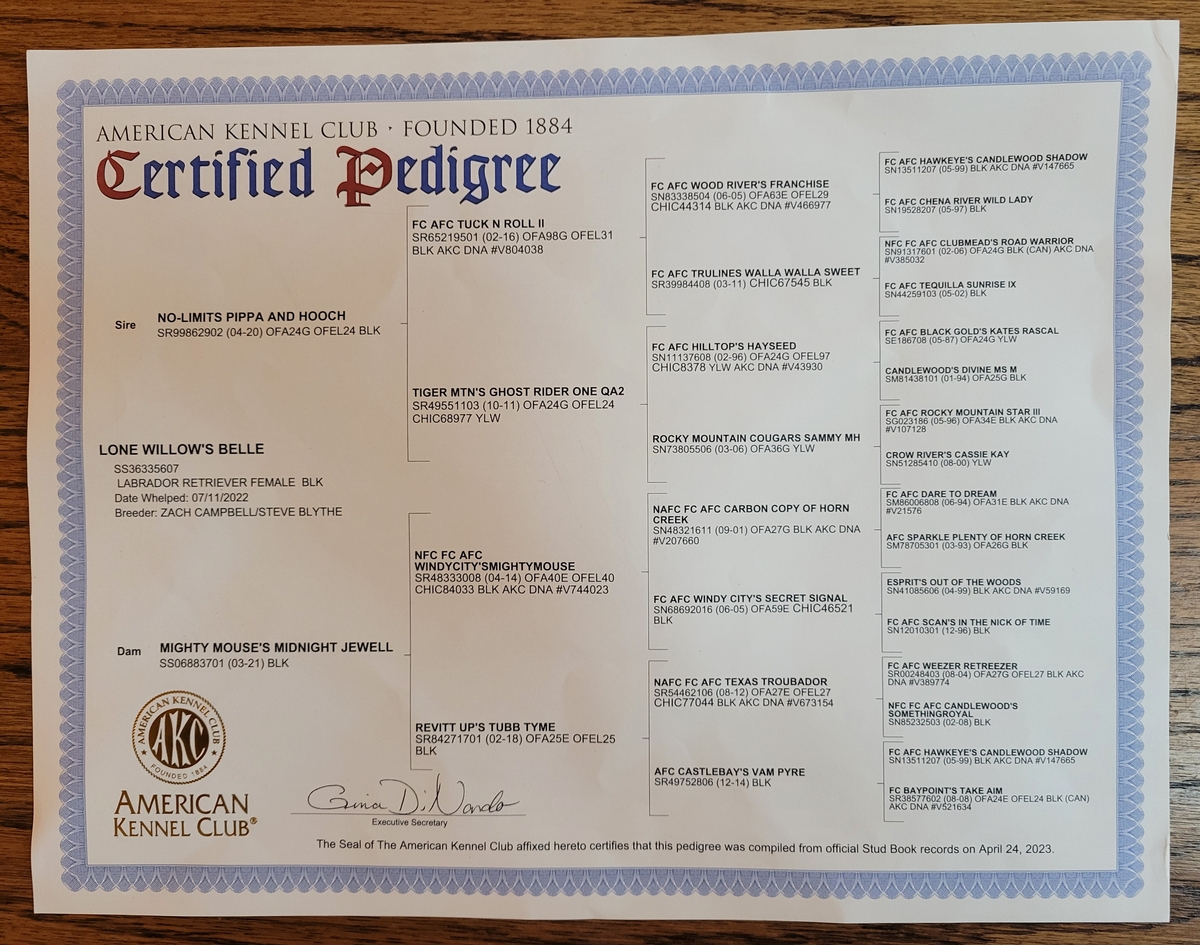 AMERICAN KENNEL CLUB · FOUNDED 1884
Certified Pedigree
Sire
NO-LIMITS PIPPA AND HOOCH
SR99862902 (04-20) OFA24G OFEL24 BLK
LONE WILLOW'S BELLE
SS36335607
LABRADOR RETRIEVER FEMALE BLK
Date Whelped: 07/11/2022
Breeder: ZACH CAMPBELL/STEVE BLYTHE
Dam
MIGHTY MOUSE'S MIDNIGHT JEWELL
SS06883701 (03-21) BLK
FC AFC TUCK N ROLL II
SR65219501 (02-16) OFA98G OFEL31
BLK AKC DNA #V804038
TIGER MTN'S GHOST RIDER ONE QA2
SR49551103 (10-11) OFA24G OFEL24
CHIC68977 YLW
NFC FC AFC
WINDYCITY'SMIGHTYMOUSE
SR48333008 (04-14) OFA40E OFEL40
CHIC84033 BLK AKC DNA #V744023
REVITT UP'S TUBB TYME
SR84271701 (02-18) OFA25E OFEL25
BLK
FC AFC WOOD RIVER'S FRANCHISE
SN83338504 (06-05) OFA63E OFEL29
CHIC44314 BLK AKC DNA #V466977
FC AFC TRULINES WALLA WALLA SWEET
SR39984408 (03-11) CHIC67545 BLK
FC AFC HILLTOP'S HAYSEED
SN11137608 (02-96) OFA24G OFEL97
CHIC8378 YLW AKC DNA #V43930
ROCKY MOUNTAIN COUGARS SAMMY MH
SN73805506 (03-06) OFA36G YLW
NAFC FC AFC CARBON COPY OF HORN
CREEK
SN48321611 (09-01) OFA27G BLK AKC DNA
#V207660
FC AFC WINDY CITY'S SECRET SIGNAL
SN68692016 (06-05) OFA59E CHIC46521
BLK
NAFC FC AFC TEXAS TROUBADOR
SR54462106 (08-12) OFA27E OFEL27
CHIC77044 BLK AKC DNA #V673154
AFC CASTLEBAY'S VAM PYRE
SR49752806 (12-14) BLK
FC AFC HAWKEYE'S CANDLEWOOD SHADOW
SN13511207 (05-99) BLK AKC DNA #V147665
FC AFC CHENA RIVER WILD LADY
SN19528207 (05-97) BLK
NFC FC AFC CLUBMEAD'S ROAD WARRIOR
SN91317601 (02-06) OFA24G BLK (CAN) AKC DNA
#V385032
FC AFC TEQUILLA SUNRISE IX
SN44259103 (05-02) BLK
FC AFC BLACK GOLD'S KATES RASCAL
SE186708 (05-87) OFA24G YLW
CANDLEWOOD'S DIVINE MS M
SM81438101 (01-94) OFA25G BLK
FC AFC ROCKY MOUNTAIN STAR III
SG023186 (05-96) OFA34E BLK AKC DNA
#V107128
CROW RIVER'S CASSIE KAY
SN51285410 (08-00) YLW
FC AFC DARE TO DREAM
SM86006808 (06-94) OFA31E BLK AKC DNA
#V21576
AFC SPARKLE PLENTY OF HORN CREEK
SM78705301 (03-93) OFA26G BLK
ESPRIT'S OUT OF THE WOODS
SN41085606 (04-99) BLK AKC DNA #V59169
FC AFC SCAN'S IN THE NICK OF TIME
SN12010301 (12-96) BLK
FC AFC WEEZER RETREEZER
SR00248403 (08-04) OFA27G OFEL27 BLK AKC
DNA #V389774
NFC FC AFC CANDLEWOOD'S
SOMETHINGROYAL
SN85232503 (02-08) BLK
FC AFC HAWKEYE'S CANDLEWOOD SHADOW
SN13511207 (05-99) BLK AKC DNA #V147665
FC BAYPOINT'S TAKE AIM
SR38577602 (08-08) OFA24E OFEL24 BLK (CAN)
AKC DNA #V521634
AMERICAN KENNEL CLUB
AKC
FOUNDED 1884
AMERICAN
KENNEL CLUB®
Gina DiNardo
Executive Secretary
The Seal of The American Kennel Club affixed hereto certifies that this pedigree was compiled from official Stud Book records on April 24, 2023.